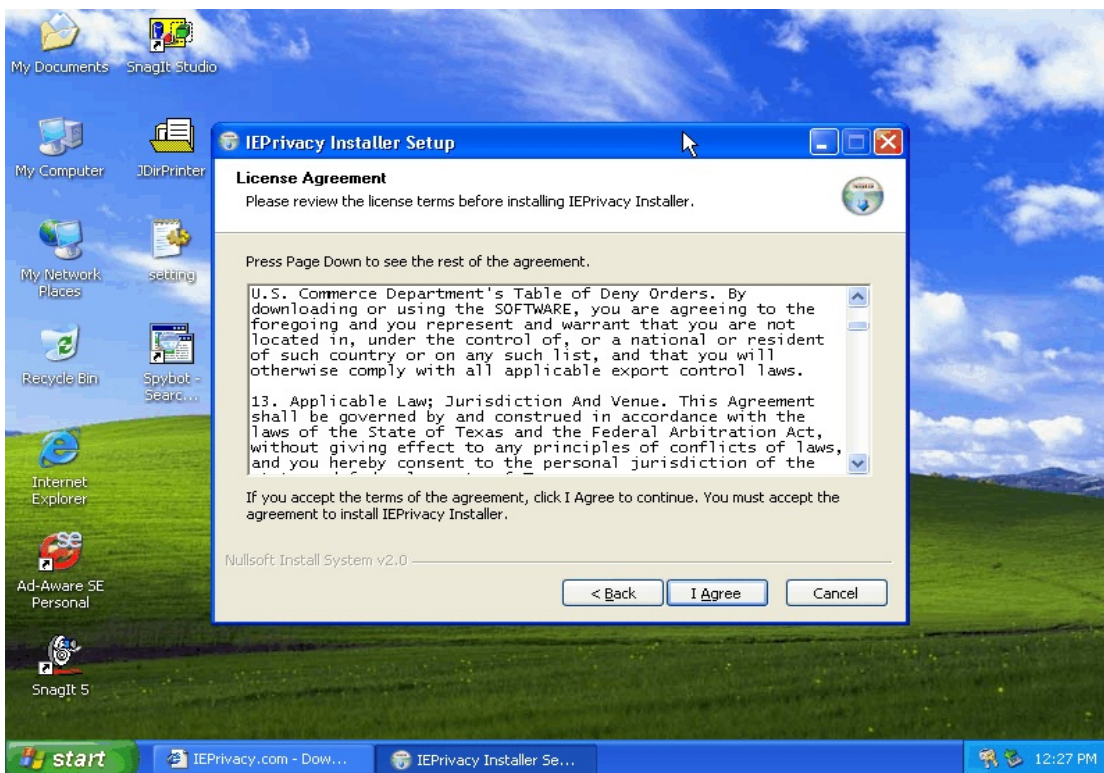 My Documents
SnagIt Studio
My Computer
JDirPrinter
My Network
Places
setting
Recycle Bin
Spybot -
Searc...
Internet
Explorer
Ad-Aware SE
Personal
SnagIt 5
IEPrivacy Installer Setup
License Agreement
Please review the license terms before installing IEPrivacy Installer.
Press Page Down to see the rest of the agreement.
U.S. Commerce Department's Table of Deny Orders. By
downloading or using the SOFTWARE, you are agreeing to the
foregoing and you represent and warrant that you are not
located in, under the control of, or a national or resident
of such country or on any such list, and that you will
otherwise comply with all applicable export control laws.
13. Applicable Law; Jurisdiction And Venue. This Agreement
shall be governed by and construed in accordance with the
laws of the State of Texas and the Federal Arbitration Act,
without giving effect to any principles of conflicts of laws,
and you hereby consent to the personal jurisdiction of the
If you accept the terms of the agreement, click I Agree to continue. You must accept the
agreement to install IEPrivacy Installer.
Nullsoft Install System v2.0
< Back
I Agree
Cancel
start
IEPrivacy.com - Dow...
IEPrivacy Installer Se...
12:27 PM